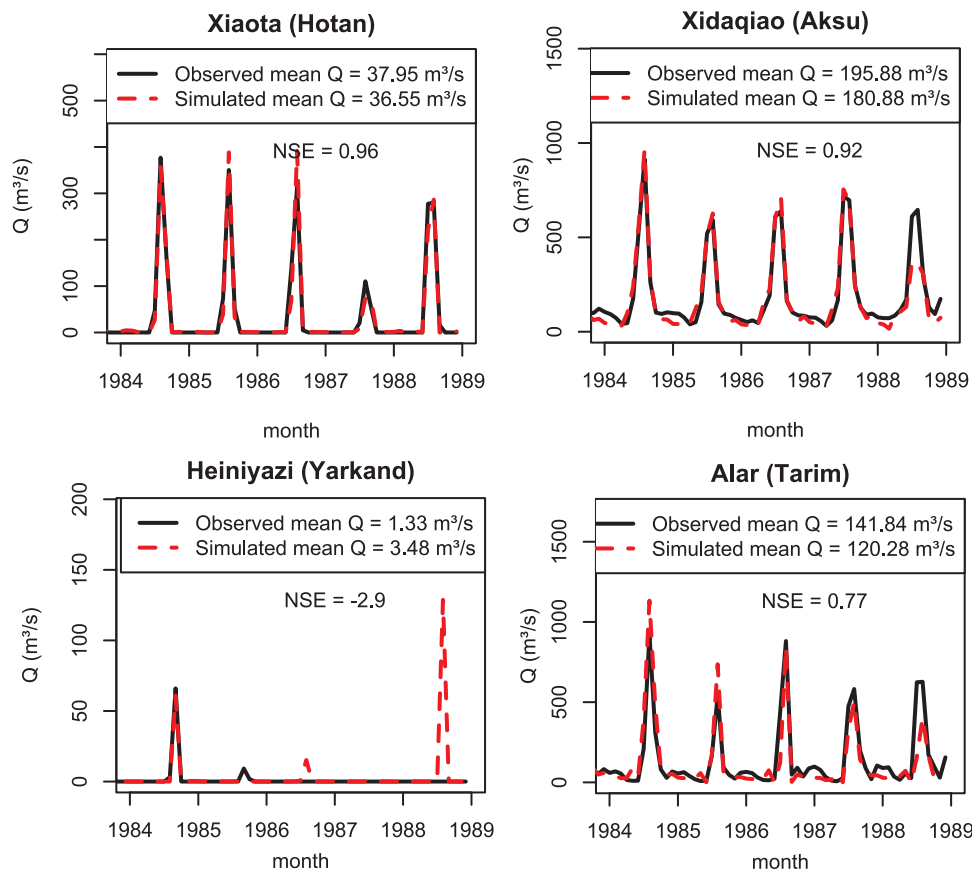 Xiaota (Hotan)
Observed mean Q = 37.95 m³/s
Simulated mean Q = 36.55 m³/s
NSE = 0.96
Q (m³/s)
500
300
100
0
1984 1985 1986 1987 1988 1989
month
Xidaqiao (Aksu)
Observed mean Q = 195.88 m³/s
Simulated mean Q = 180.88 m³/s
NSE = 0.92
Q (m³/s)
1500
1000
500
0
1984 1985 1986 1987 1988 1989
month
Heiniyazi (Yarkand)
Observed mean Q = 1.33 m³/s
Simulated mean Q = 3.48 m³/s
NSE = -2.9
Q (m³/s)
200
150
100
50
0
1984 1985 1986 1987 1988 1989
month
Alar (Tarim)
Observed mean Q = 141.84 m³/s
Simulated mean Q = 120.28 m³/s
NSE = 0.77
Q (m³/s)
1500
1000
500
0
1984 1985 1986 1987 1988 1989
month